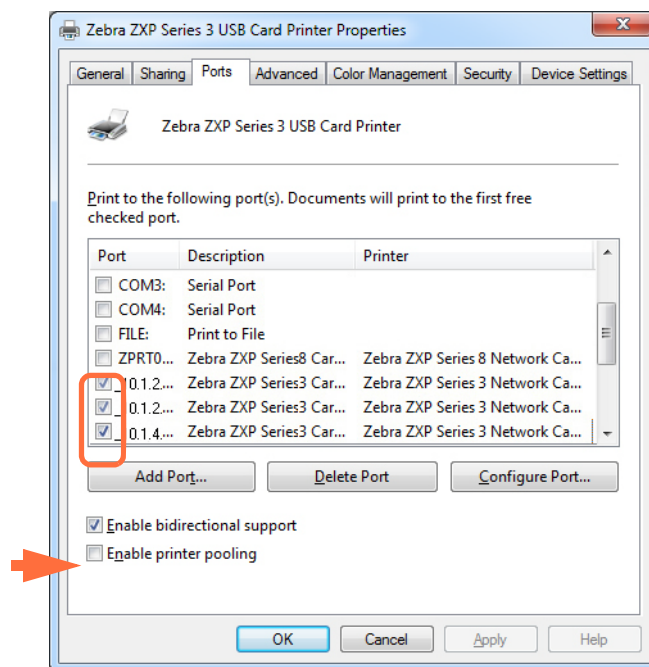 Zebra ZXP Series 3 USB Card Printer Properties
General Sharing Ports Advanced Color Management Security Device Settings
Zebra ZXP Series 3 USB Card Printer
Print to the following port(s). Documents will print to the first free
checked port.
Port Description Printer
COM3: Serial Port
COM4: Serial Port
FILE: Print to File
ZPRT0... Zebra ZXP Series8 Car... Zebra ZXP Series 8 Network Ca...
_10.1.2.... Zebra ZXP Series3 Car... Zebra ZXP Series 3 Network Ca...
_10.1.2.... Zebra ZXP Series3 Car... Zebra ZXP Series 3 Network Ca...
_10.1.4.... Zebra ZXP Series3 Car... Zebra ZXP Series 3 Network Ca...
Add Port... Delete Port Configure Port...
Enable bidirectional support
Enable printer pooling
OK Cancel Apply Help